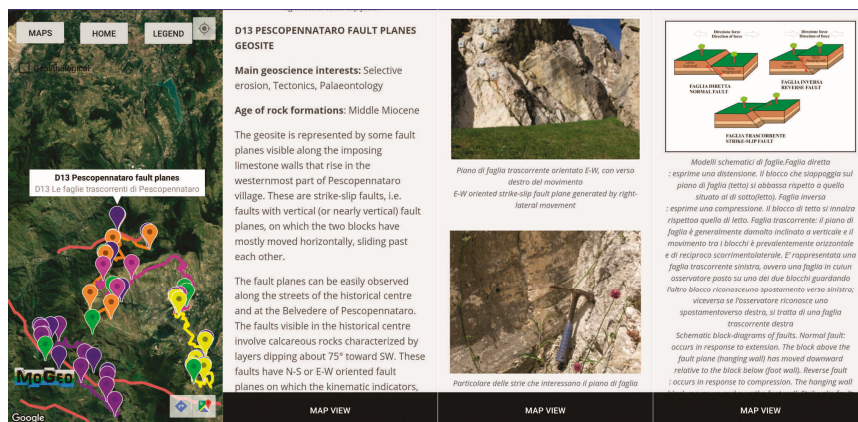 MAPS
HOME
LEGEND
D13 Pescopennataro fault planes
D13 Le faglie trascorrenti di Pescopennataro
MoGeo
Google
D13 PESCOPENNATARO FAULT PLANES
GEOSITE
Main geoscience interests: Selective
erosion, Tectonics, Palaeontology
Age of rock formations: Middle Miocene
The geosite is represented by some fault
planes visible along the imposing
limestone walls that rise in the
westernmost part of Pescopennataro
village. These are strike-slip faults, i.e.
faults with vertical (or nearly vertical) fault
planes, on which the two blocks have
mostly moved horizontally, sliding past
each other.
The fault planes can be easily observed
along the streets of the historical centre
and at the Belvedere of Pescopennataro.
The faults visible in the historical centre
involve calcareous rocks characterized by
layers dipping about 75° toward SW. These
faults have N-S or E-W oriented fault
planes on which the kinematic indicators,
Piano di faglia trascorrente orientato E-W, con verso
destro del movimento
E-W oriented strike-slip fault plane generated by right-
lateral movement
Particolare delle strie che interessano il piano di faglia
MAP VIEW
MAP VIEW
Direzione forze
Direction of force
Direzione forze
Direction of force
FAGLIA DIRETTA
NORMAL FAULT
FAGLIA INVERSA
REVERSE FAULT
FAGLIA TRASCORRENTE
STRIKE-SLIP FAULT
Modelli schematici di faglie.Faglia diretta
: esprime una distensione. Il blocco che siappoggia sul
piano di faglia (tetto) si abbassa rispetto a quello
situato al di sotto(letto). Faglia inversa
: esprime una compressione. Il blocco di tetto si innalza
rispettoa quello di letto. Faglia trascorrente: il piano di
faglia è generalmente damolto inclinato a verticale e il
movimento tra i blocchi è prevalentemente orizzontale
e di reciproco scorrimentolaterale. E' rappresentata una
faglia trascorrente sinistra, ovvero una faglia in cuiun
osservatore posto su uno dei due blocchi guardando
l'altro blocco riconosceuno spostamento verso sinistra;
viceversa se l'osservatore riconosce uno
spostamentoverso destra, si tratta di una faglia
trascorrente destra
Schematic block-diagrams of faults. Normal fault:
occurs in response to extension. The block above the
fault plane (hanging wall) has moved downward
relative to the block below (foot wall). Reverse fault
: occurs in response to compression. The hanging wall
MAP VIEW